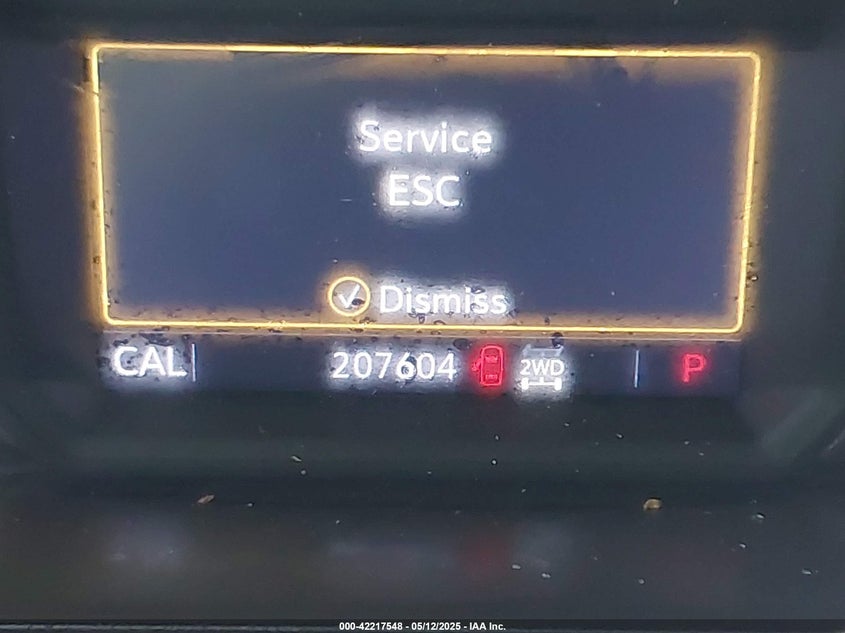 Service
ESC
Dismiss
CAL 207604 2WD P
000-42217548 - 05/12/2025 - IAA Inc.